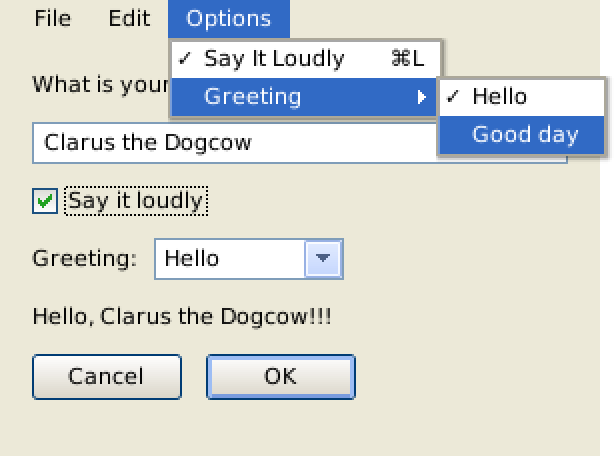 File Edit Options
✓ Say It Loudly ⌘L
What is your
Greeting
✓ Hello
Good day
Clarus the Dogcow
Say it loudly
Greeting: Hello
Hello, Clarus the Dogcow!!!
Cancel OK